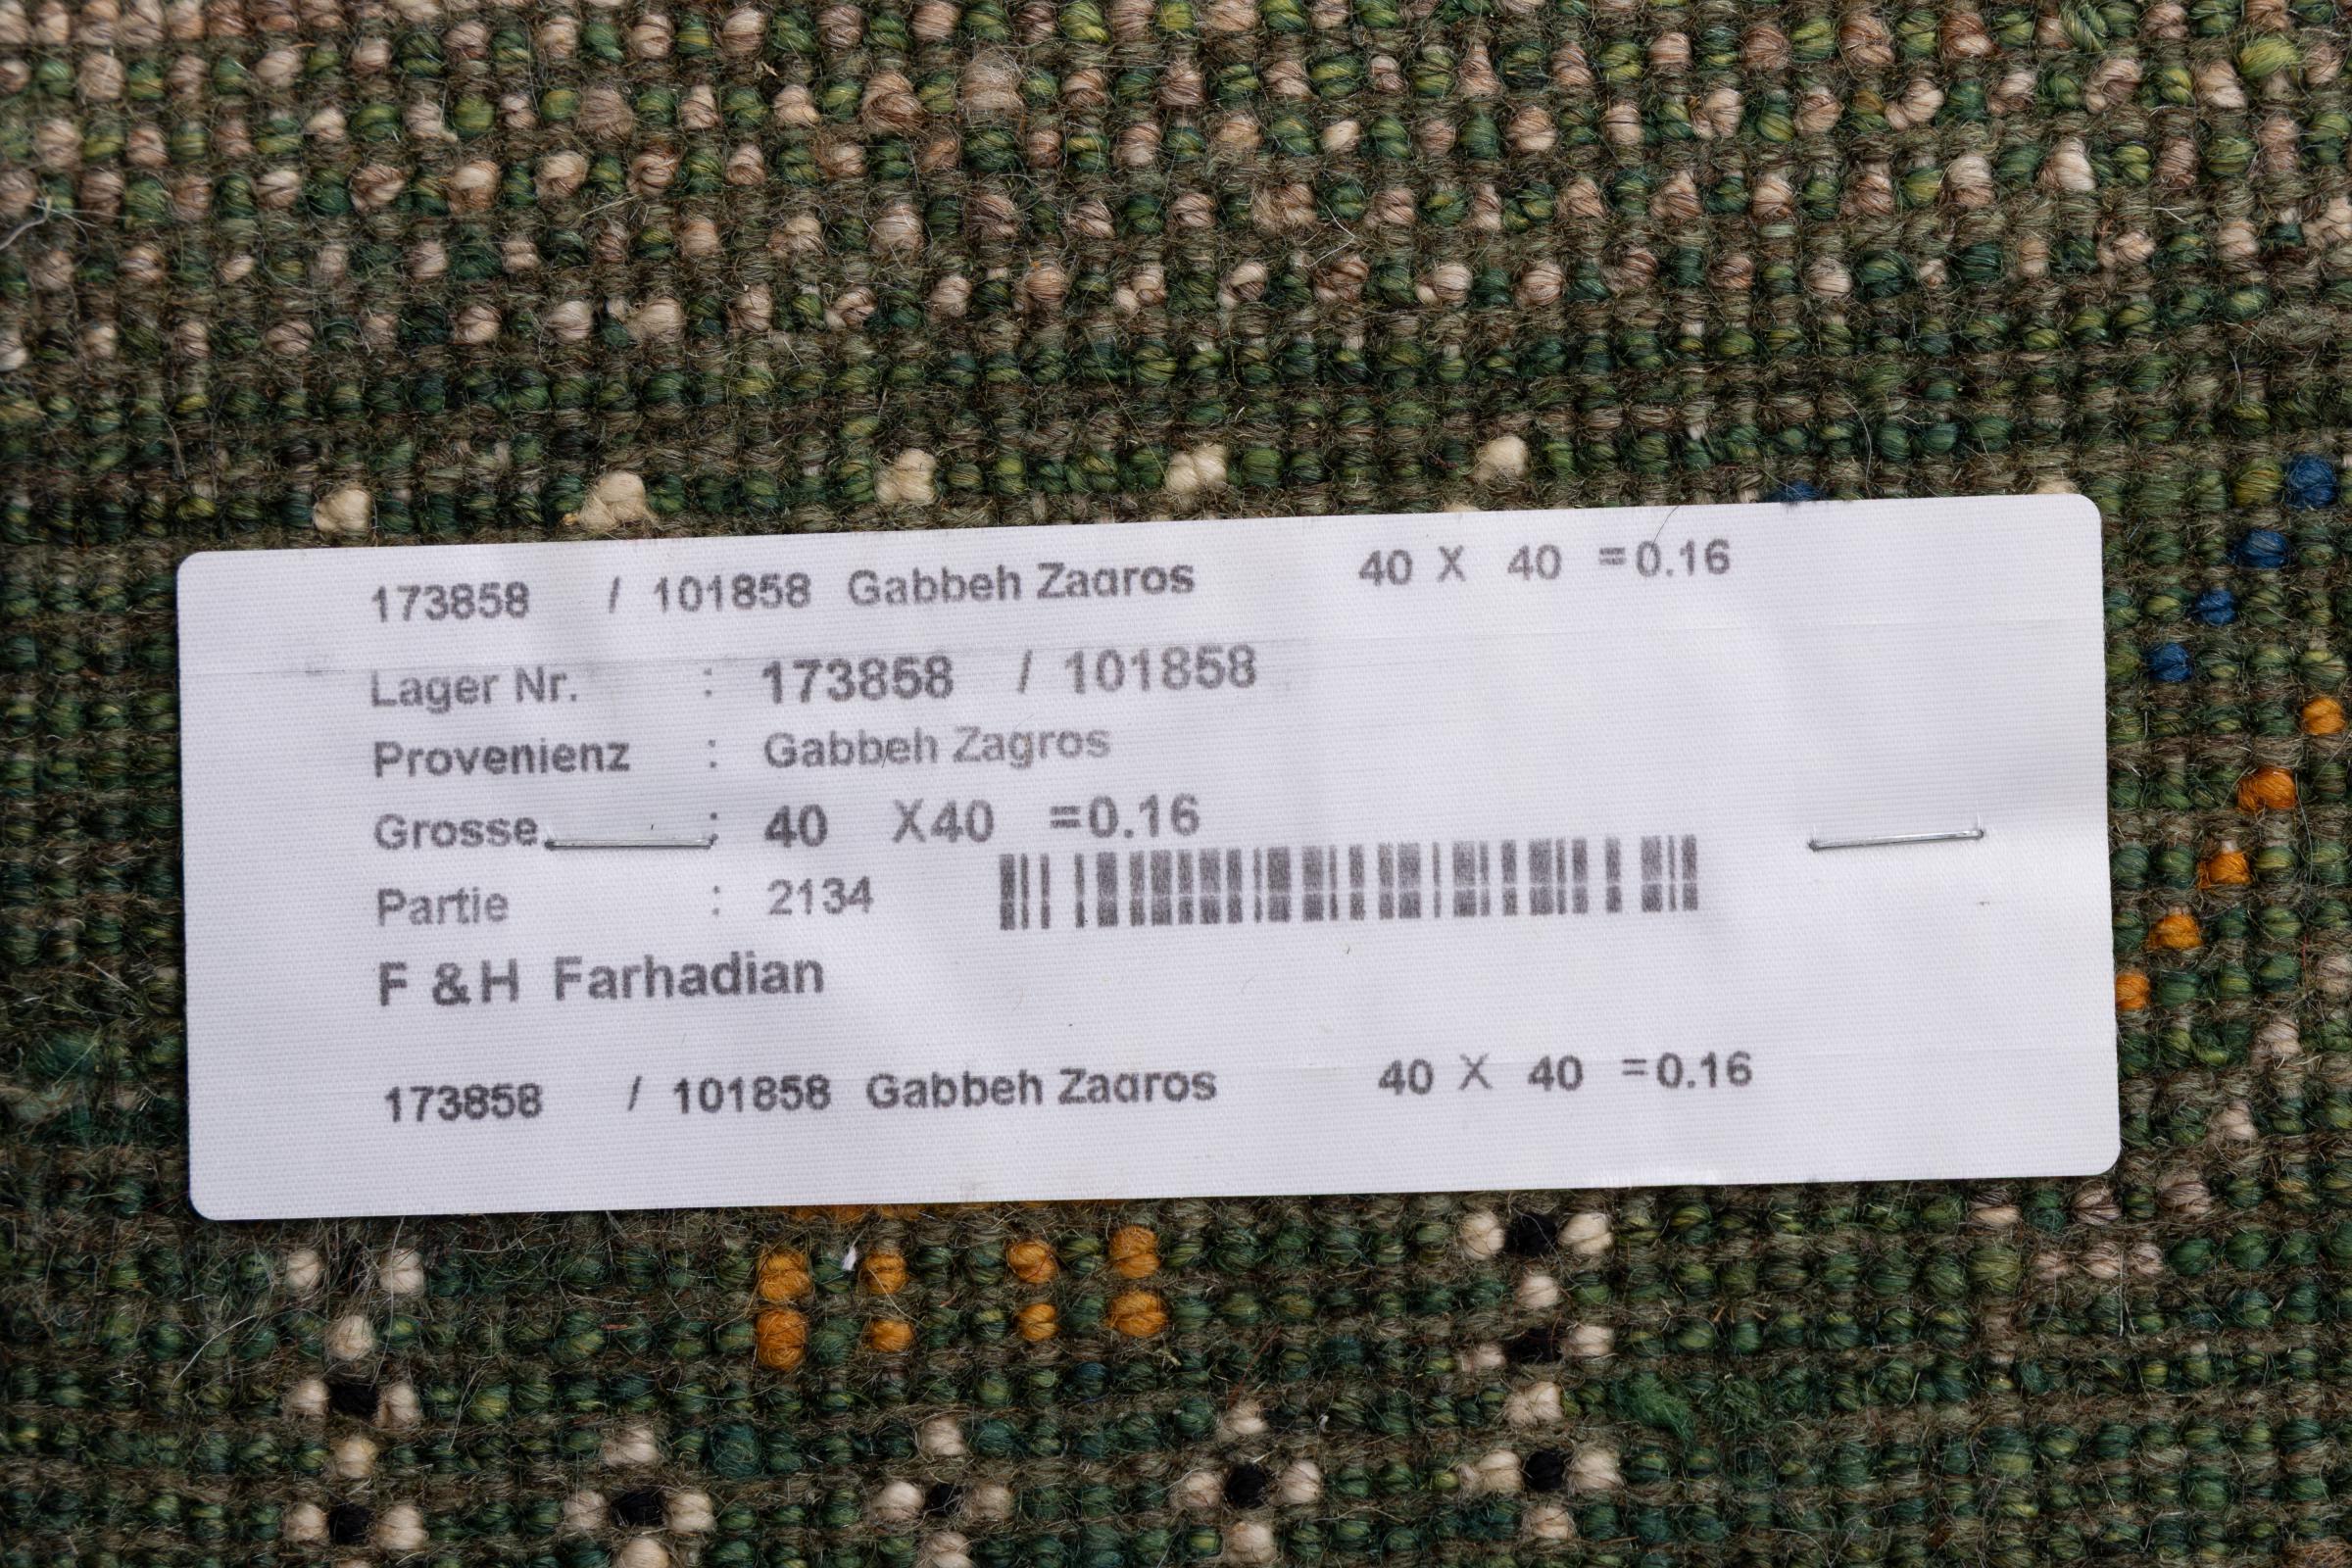 173858 / 101858 Gabbeh Zagros 40 X 40 =0.16
Lager Nr. : 173858 / 101858
Provenienz : Gabbeh Zagros
Grosse : 40 X40 =0.16
Partie : 2134
F & H Farhadian
173858 / 101858 Gabbeh Zagros 40 X 40 =0.16